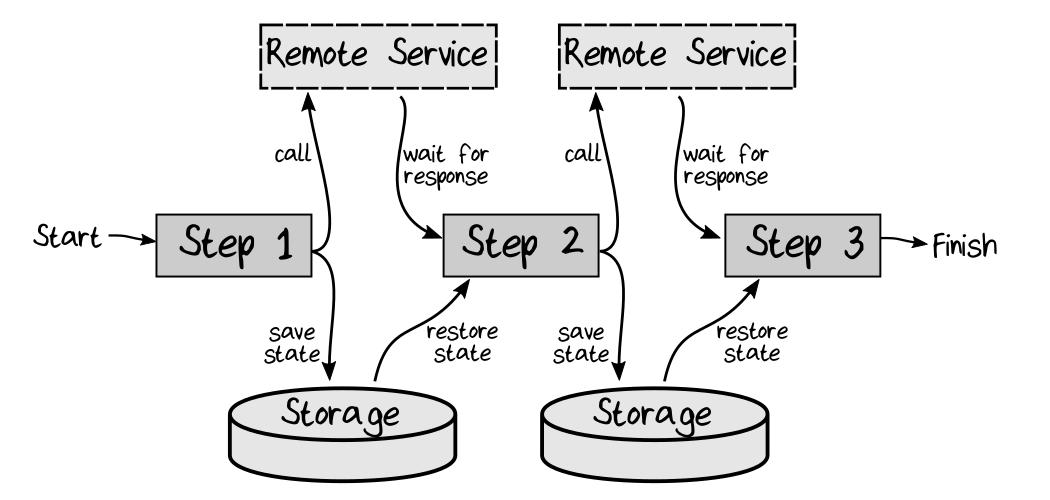 Remote Service
Remote Service
call
wait for
response
call
wait for
response
Start
Step 1
Step 2
Step 3
Finish
save
state
restore
state
save
state
restore
state
Storage
Storage